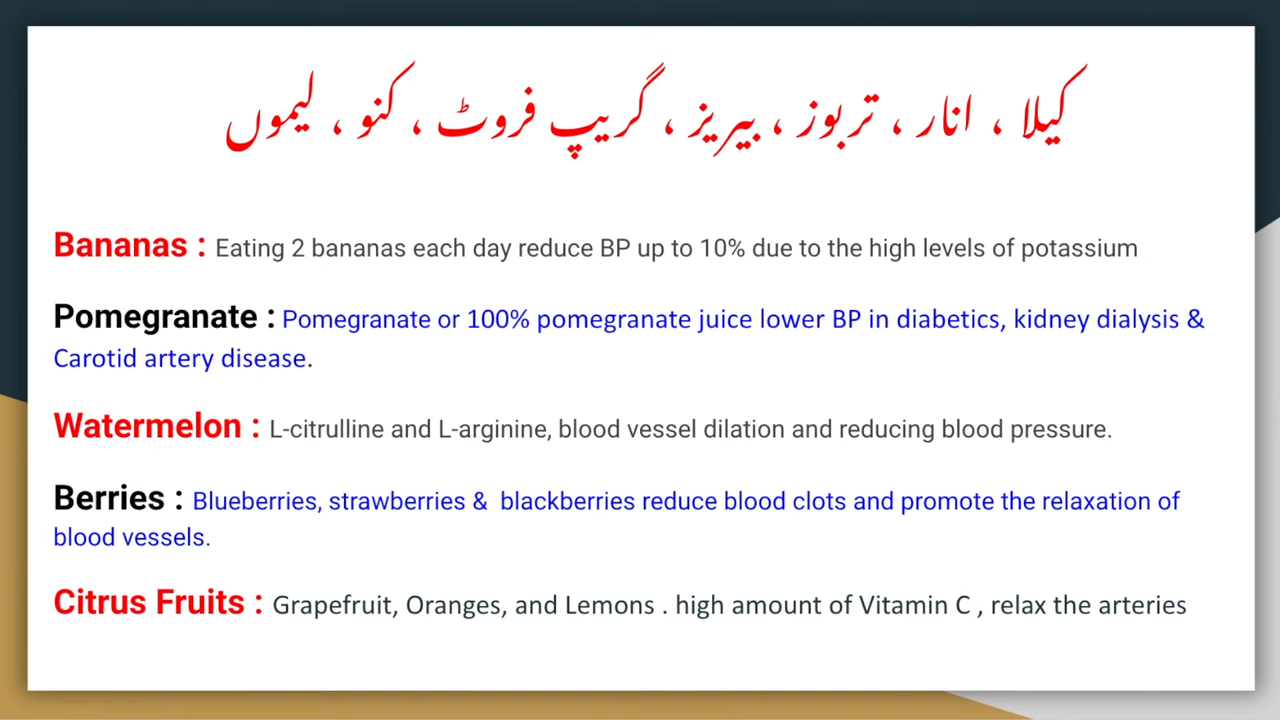 کیلا ، انار ، تربوز ، بیریز ، گریپ فروٹ ، کنو ، لیموں
Bananas : Eating 2 bananas each day reduce BP up to 10% due to the high levels of potassium
Pomegranate : Pomegranate or 100% pomegranate juice lower BP in diabetics, kidney dialysis &
Carotid artery disease.
Watermelon : L-citrulline and L-arginine, blood vessel dilation and reducing blood pressure.
Berries : Blueberries, strawberries & blackberries reduce blood clots and promote the relaxation of
blood vessels.
Citrus Fruits : Grapefruit, Oranges, and Lemons . high amount of Vitamin C , relax the arteries